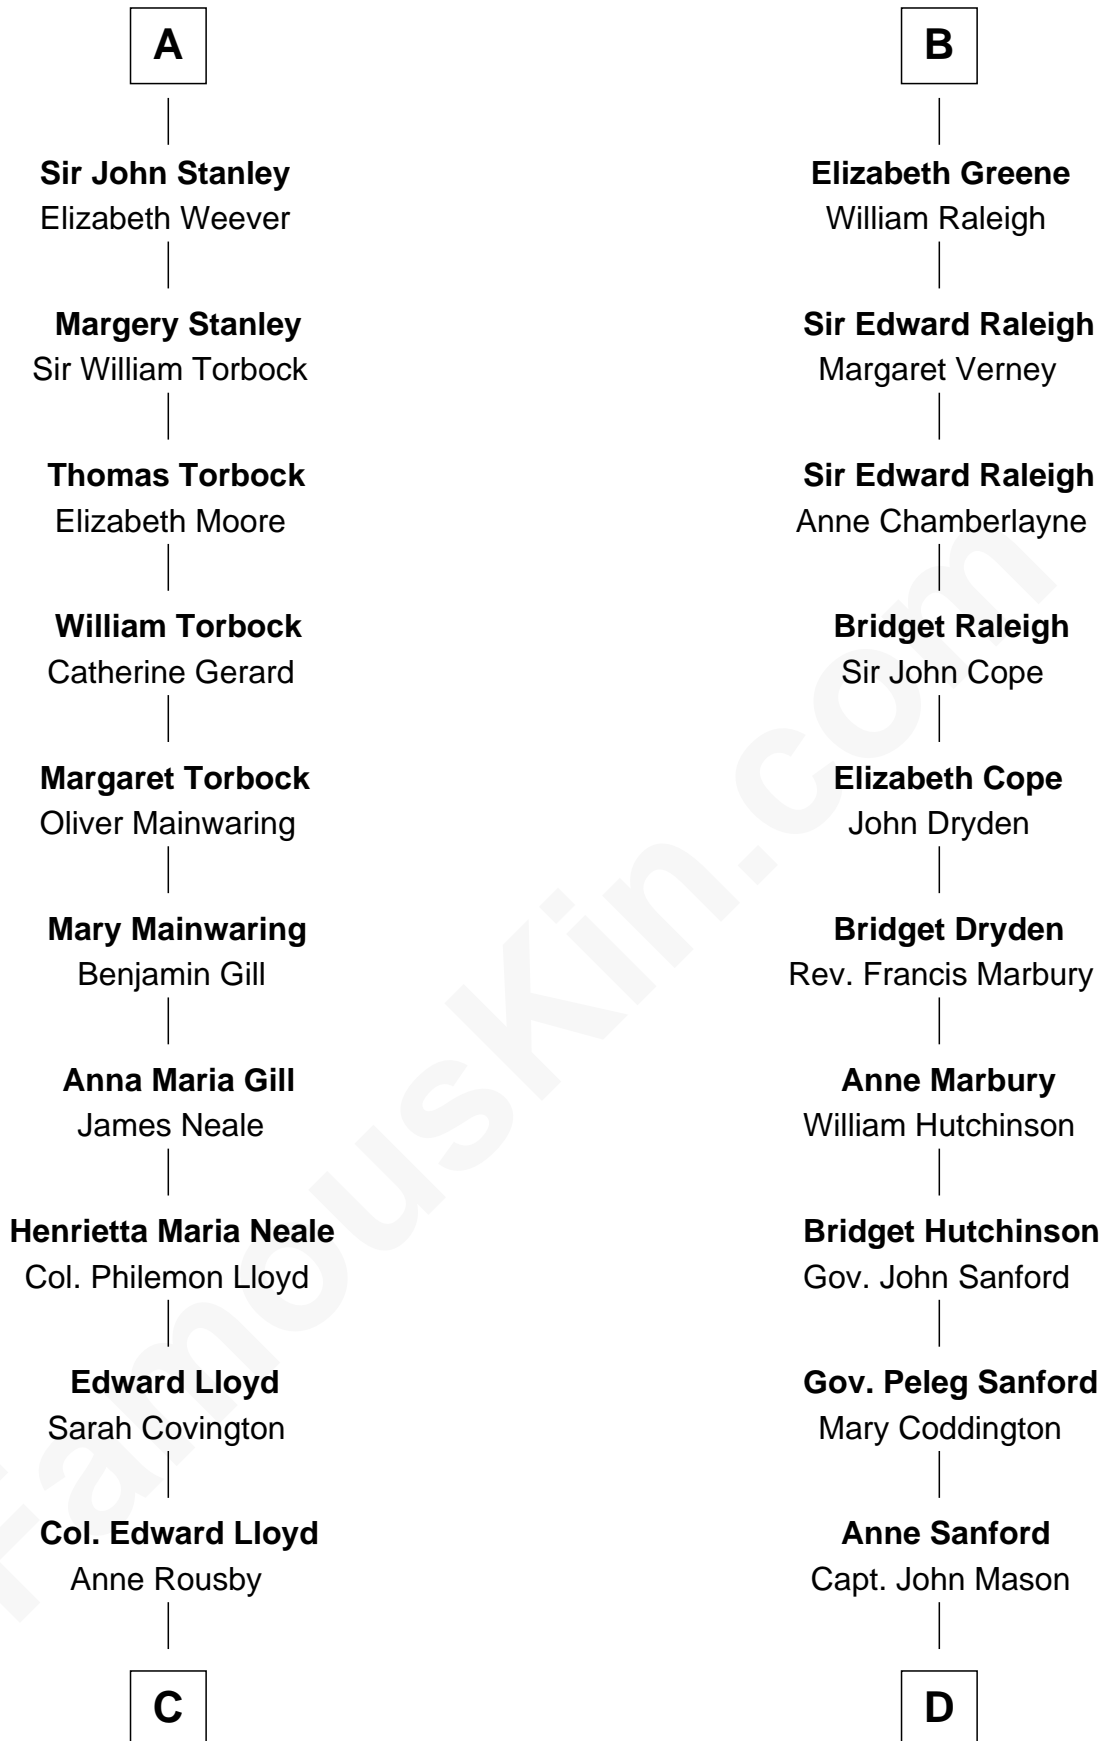 A
Sir John Stanley
Elizabeth Weever
Margery Stanley
Sir William Torbock
Thomas Torbock
Elizabeth Moore
William Torbock
Catherine Gerard
Margaret Torbock
Oliver Mainwaring
Mary Mainwaring
Benjamin Gill
Anna Maria Gill
James Neale
Henrietta Maria Neale
Col. Philemon Lloyd
Edward Lloyd
Sarah Covington
Col. Edward Lloyd
Anne Rousby
C
B
Elizabeth Greene
William Raleigh
Sir Edward Raleigh
Margaret Verney
Sir Edward Raleigh
Anne Chamberlayne
Bridget Raleigh
Sir John Cope
Elizabeth Cope
John Dryden
Bridget Dryden
Rev. Francis Marbury
Anne Marbury
William Hutchinson
Bridget Hutchinson
Gov. John Sanford
Gov. Peleg Sanford
Mary Coddington
Anne Sanford
Capt. John Mason
D
FamousKin.com